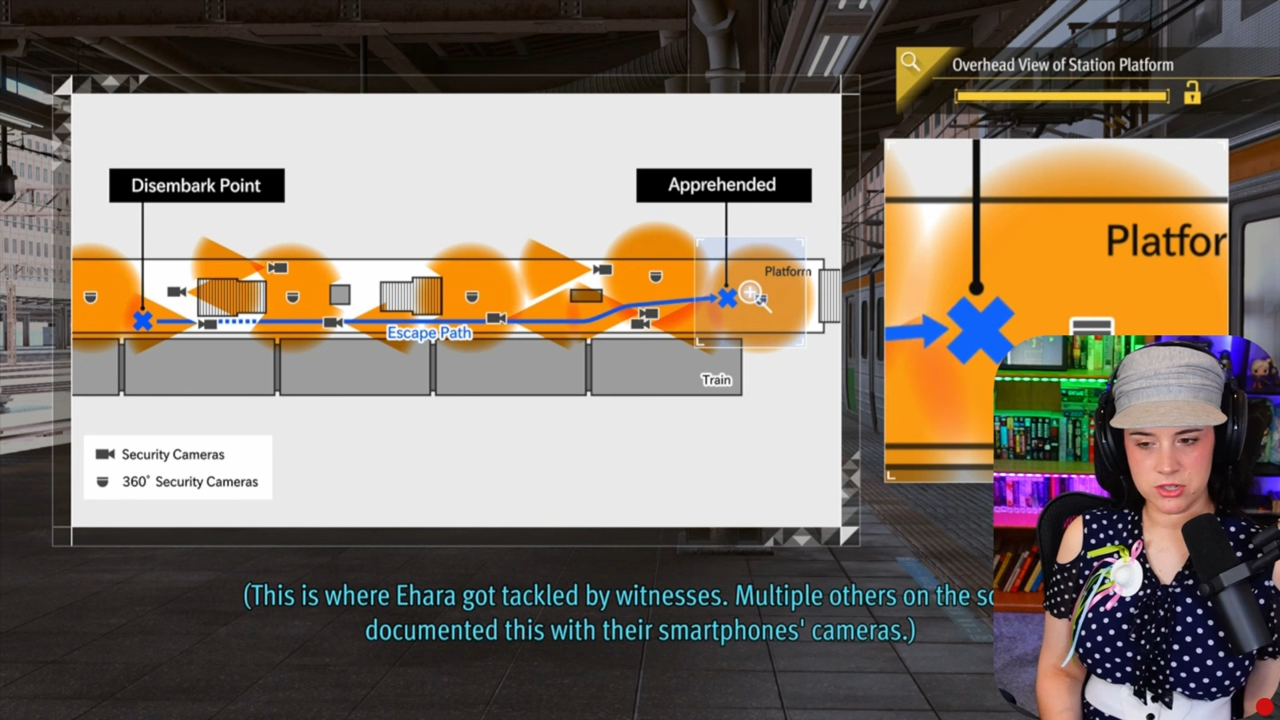 Overhead View of Station Platform
Disembark Point
Apprehended
Platform
Platfor
Escape Path
Train
Security Cameras
360° Security Cameras
(This is where Ehara got tackled by witnesses. Multiple others on the
documented this with their smartphones' cameras.)